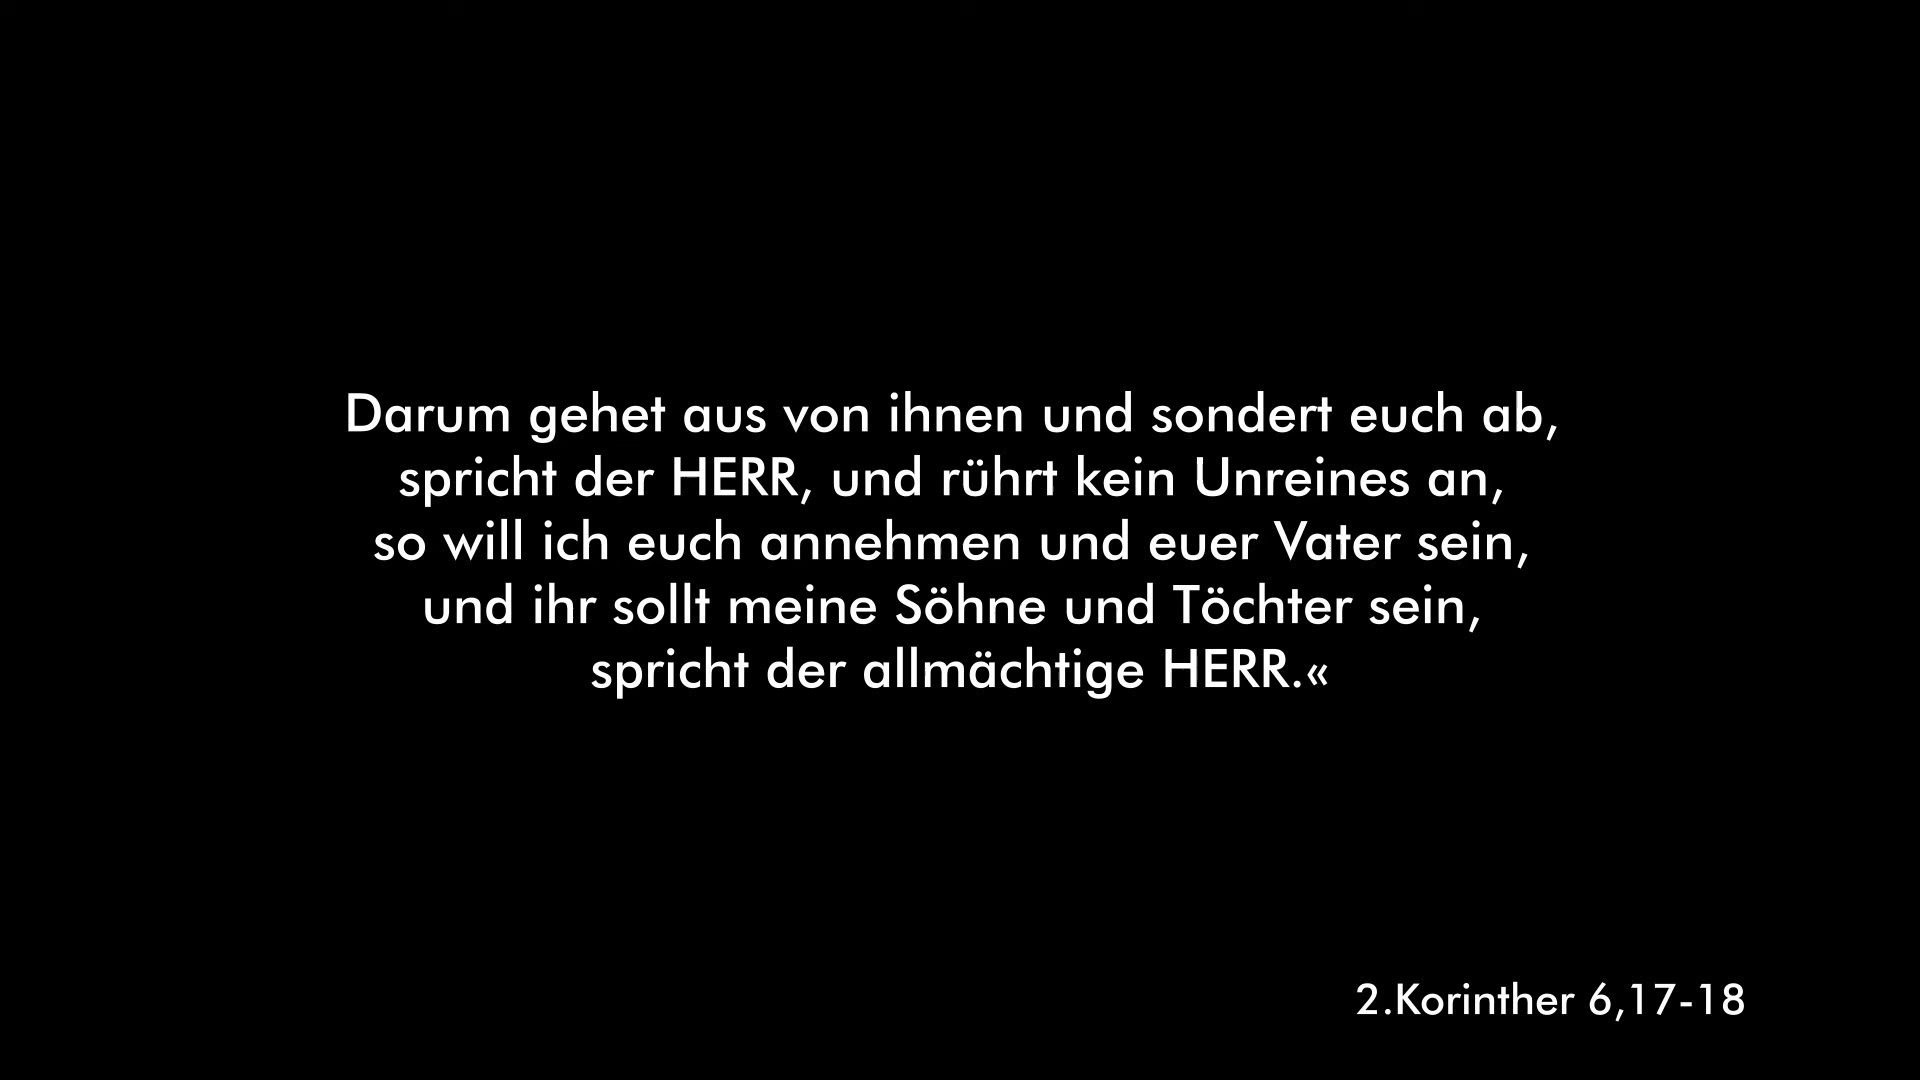 Darum gehet aus von ihnen und sondert euch ab,
spricht der HERR, und rührt kein Unreines an,
so will ich euch annehmen und euer Vater sein,
und ihr sollt meine Söhne und Töchter sein,
spricht der allmächtige HERR.«
2.Korinther 6,17-18